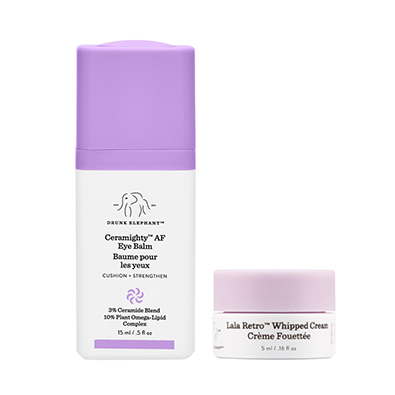 DRUNK ELEPHANT™
Ceramighty™ AF
Eye Balm
Baume pour
les yeux
CUSHION + STRENGTHEN
3% Ceramide Blend
10% Plant Omega-Lipid
Complex
15 ml / .5 fl oz
Lala Retro™ Whipped Cream
Crème Fouettée
5 ml / .16 fl oz